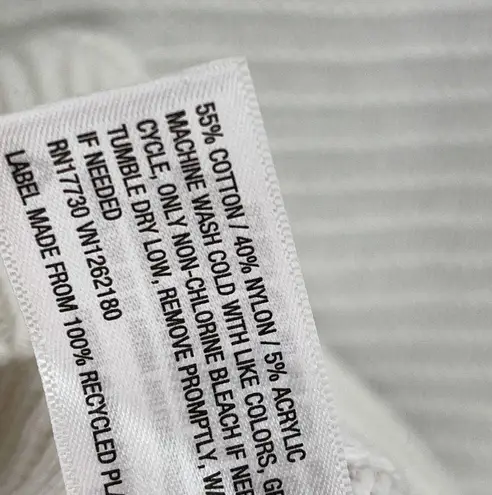 55% COTTON / 40% NYLON / 5% ACRYLIC
MACHINE WASH COLD WITH LIKE COLORS,
CYCLE, ONLY NON-CHLORINE BLEACH IF
TUMBLE DRY LOW, REMOVE PROMPTLY,
IF NEEDED
RN17730 VN1262180
LABEL MADE FROM 100% RECYCLED